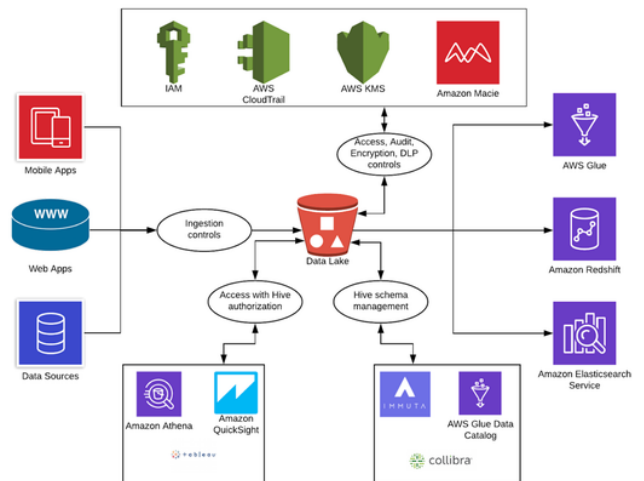 IAM
AWS
CloudTrail
AWS KMS
Amazon Macie
Mobile Apps
Access, Audit,
Encryption, DLP
controls
AWS Glue
WWW
Web Apps
Ingestion
controls
Data Lake
Amazon Redshift
Access with Hive
authorization
Hive schema
management
Data Sources
Amazon Elasticsearch
Service
Amazon Athena
Amazon
QuickSight
IMMUTA
AWS Glue Data
Catalog
tableau
collibra